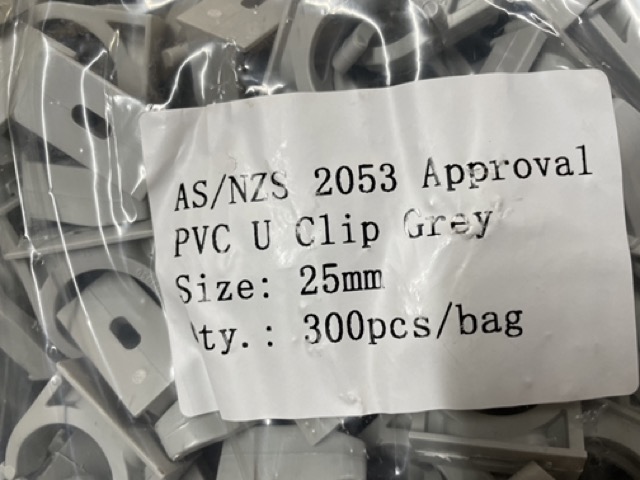 AS/NZS 2053 Approval
PVC U Clip Grey
Size: 25mm
Qty.: 300pcs/bag